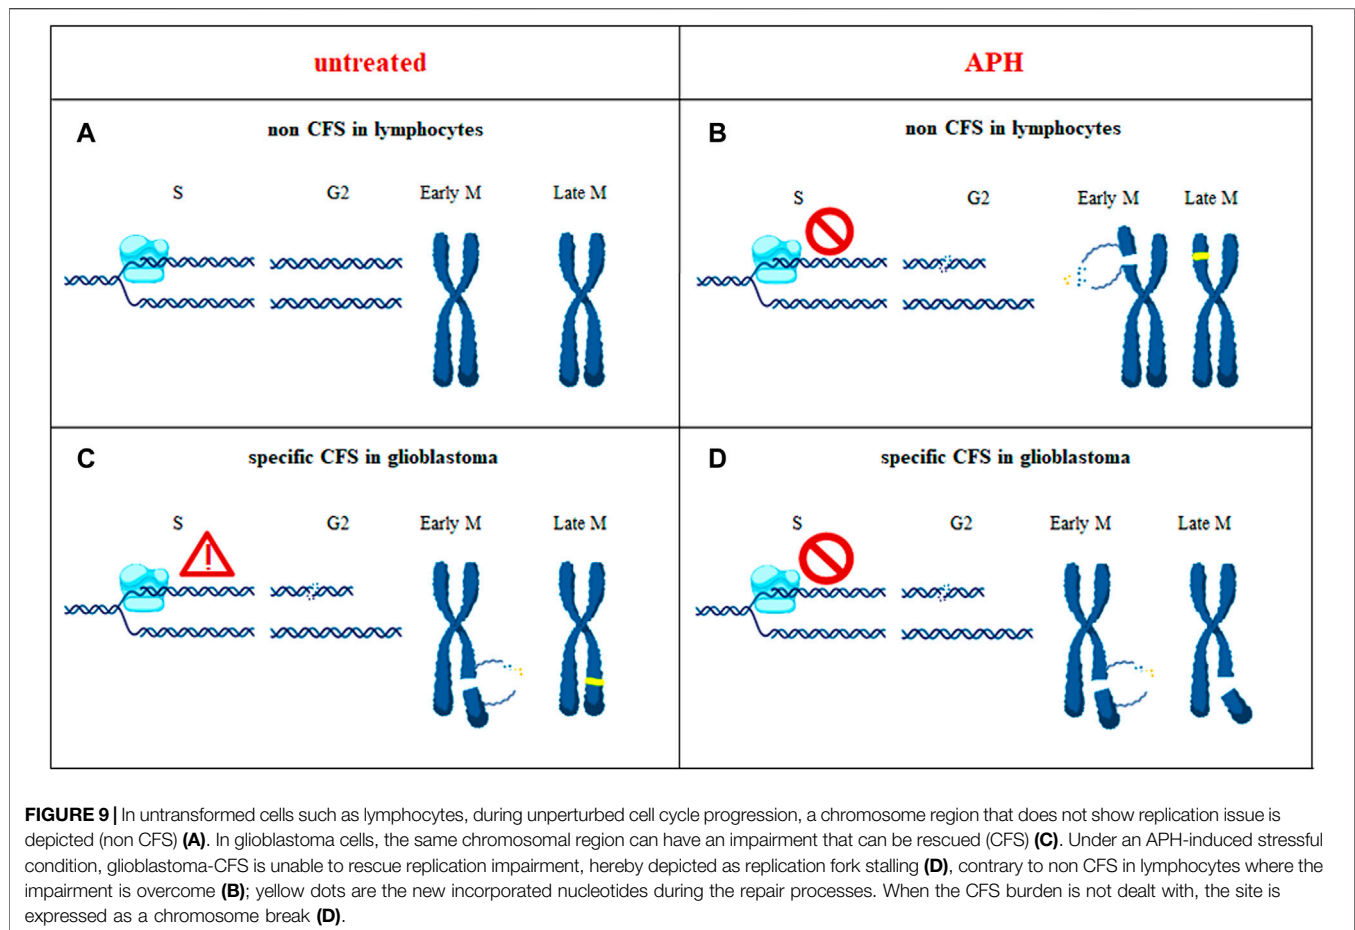 untreated
APH
A
non CFS in lymphocytes
S
G2
Early M
Late M
B
non CFS in lymphocytes
S
G2
Early M
Late M
C
specific CFS in glioblastoma
S
G2
Early M
Late M
D
specific CFS in glioblastoma
S
G2
Early M
Late M
FIGURE 9 | In untransformed cells such as lymphocytes, during unperturbed cell cycle progression, a chromosome region that does not show replication issue is
depicted (non CFS) (A). In glioblastoma cells, the same chromosomal region can have an impairment that can be rescued (CFS) (C). Under an APH-induced stressful
condition, glioblastoma-CFS is unable to rescue replication impairment, hereby depicted as replication fork stalling (D), contrary to non CFS in lymphocytes where the
impairment is overcome (B); yellow dots are the new incorporated nucleotides during the repair processes. When the CFS burden is not dealt with, the site is
expressed as a chromosome break (D).